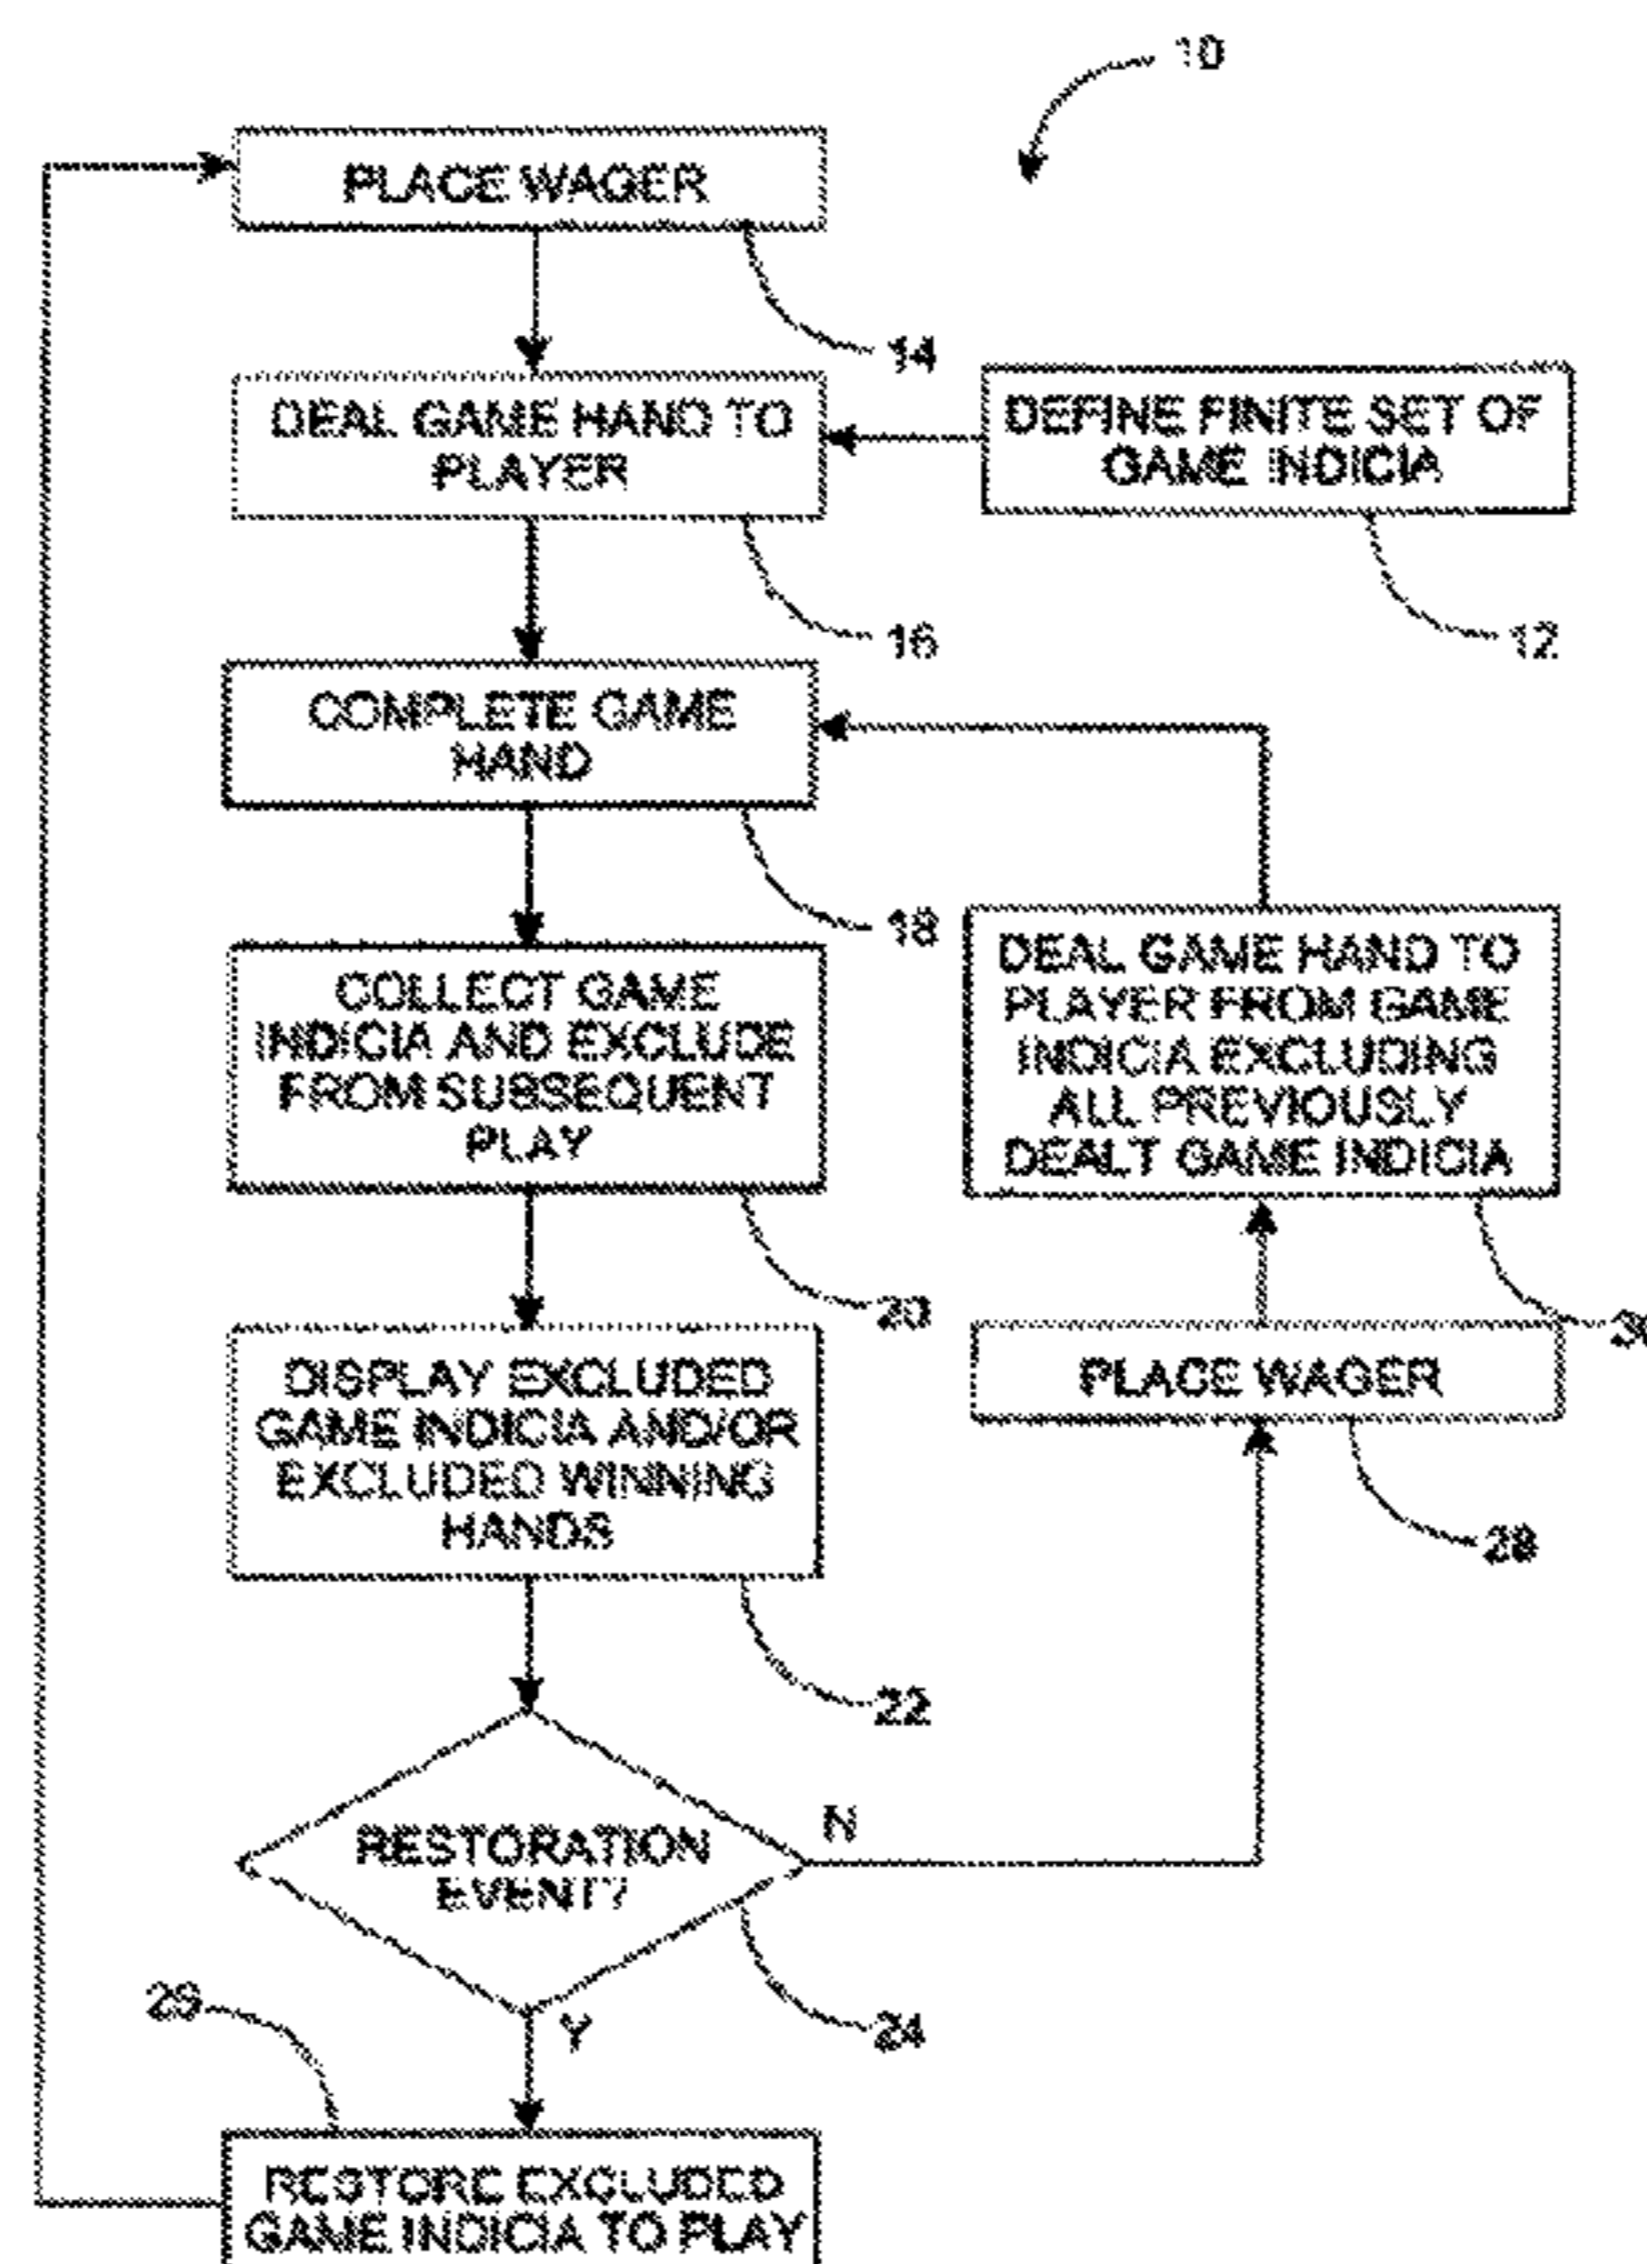 10
PLACE WAGER
14
DEAL GAME HAND TO
PLAYER
DEFINE FINITE SET OF
GAME INDICIA
16
12
COMPLETE GAME
HAND
18
COLLECT GAME
INDICIA AND EXCLUDE
FROM SUBSEQUENT
PLAY
DEAL GAME HAND TO
PLAYER FROM GAME
INDICIA EXCLUDING
ALL PREVIOUSLY
DEALT GAME INDICIA
20
DISPLAY EXCLUDED
GAME INDICIA AND/OR
EXCLUDED WINNING
HANDS
PLACE WAGER
28
22
RESTORATION
EVENT?
N
Y
24
RESTORE EXCLUDED
GAME INDICIA TO PLAY